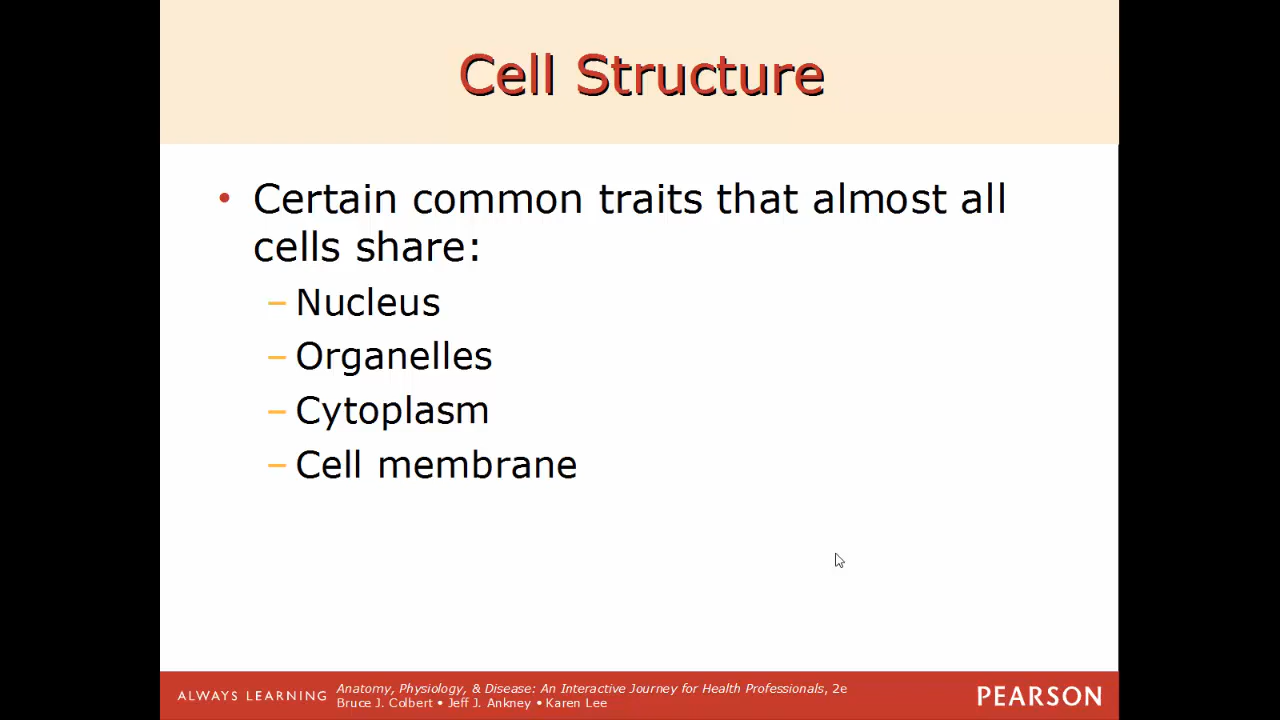 Cell Structure
• Certain common traits that almost all
cells share:
– Nucleus
– Organelles
– Cytoplasm
– Cell membrane
ALWAYS LEARNING
Anatomy, Physiology, & Disease: An Interactive Journey for Health Professionals, 2e
Bruce J. Colbert • Jeff J. Ankney • Karen Lee
PEARSON